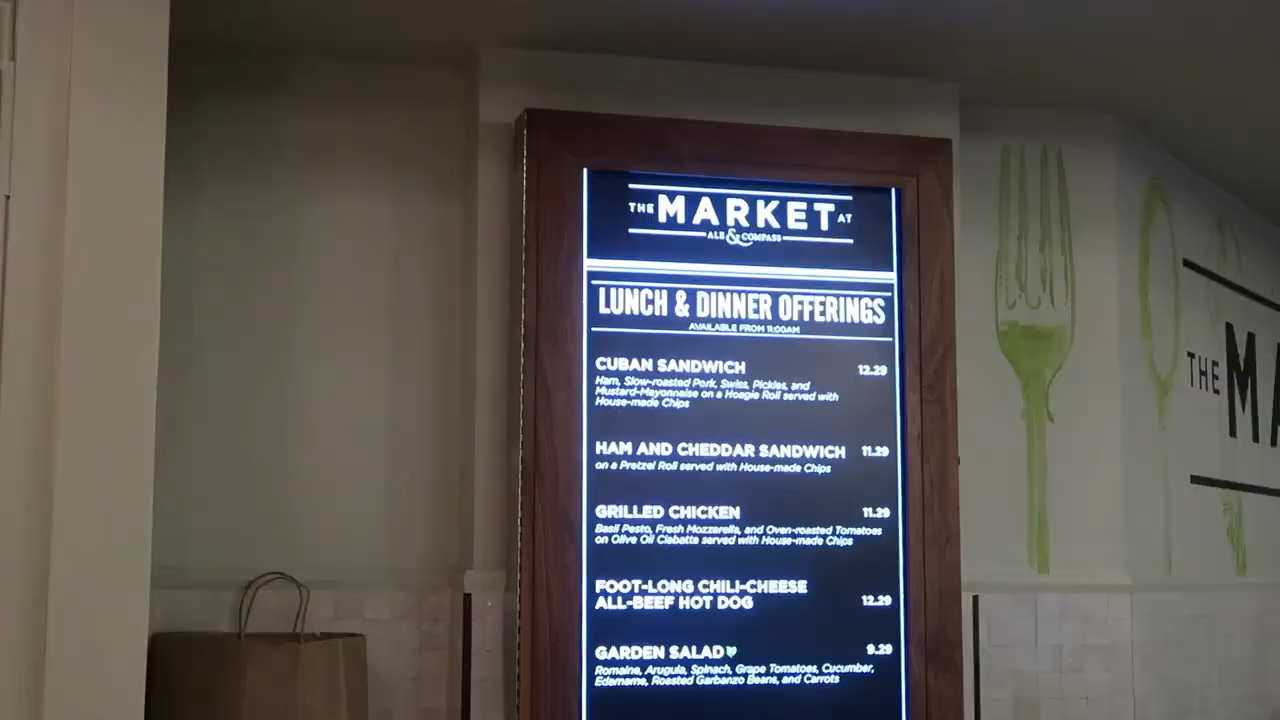 THE MARKET AT
ALE & COMPASS
LUNCH & DINNER OFFERINGS
AVAILABLE FROM 11:00AM
CUBAN SANDWICH 12.29
Ham, Slow-roasted Pork, Swiss, Pickles, and
Mustard-Mayonnaise on a Hoagie Roll served with
House-made Chips
HAM AND CHEDDAR SANDWICH 11.29
on a Pretzel Roll served with House-made Chips
GRILLED CHICKEN 11.29
Basil Pesto, Fresh Mozzarella, and Oven-roasted Tomatoes
on Olive Oil Ciabatta served with House-made Chips
FOOT-LONG CHILI-CHEESE
ALL-BEEF HOT DOG 12.29
GARDEN SALAD 9.29
Romaine, Arugula, Spinach, Grape Tomatoes, Cucumber,
Edamame, Roasted Garbanzo Beans, and Carrots
THE MA